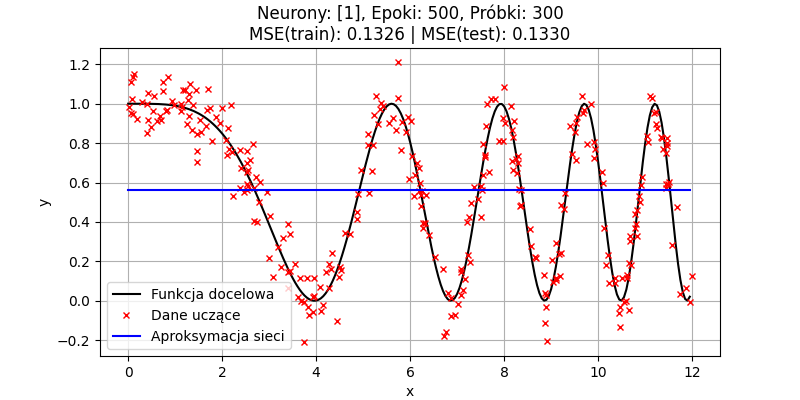 Neurony: [1], Epoki: 500, Próbki: 300
MSE(train): 0.1326 | MSE(test): 0.1330
1.2
1.0
0.8
0.6
0.4
0.2
0.0
−0.2
y
Funkcja docelowa
Dane uczące
Aproksymacja sieci
0 2 4 6 8 10 12
x